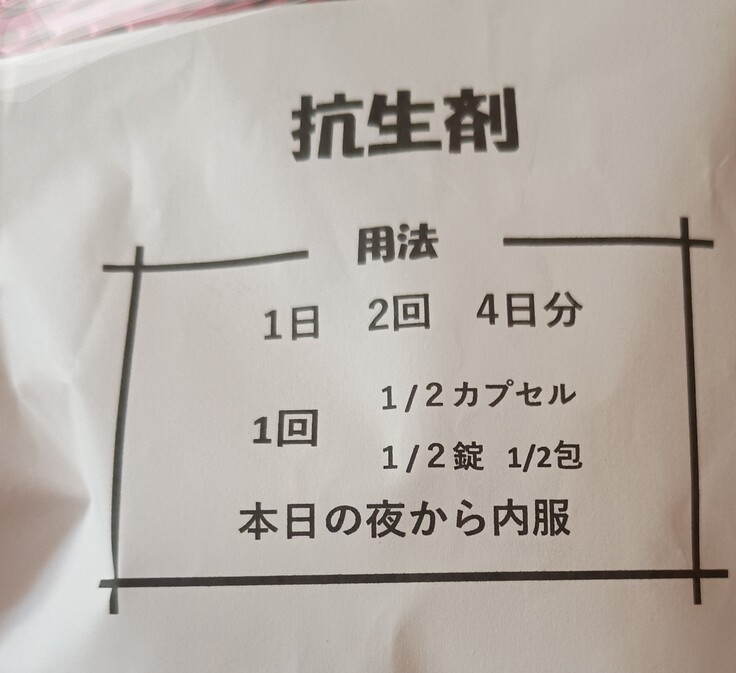 抗生剤
用法
1日 2回 4日分
1/2カプセル
1回
1/2錠 1/2包
本日の夜から内服